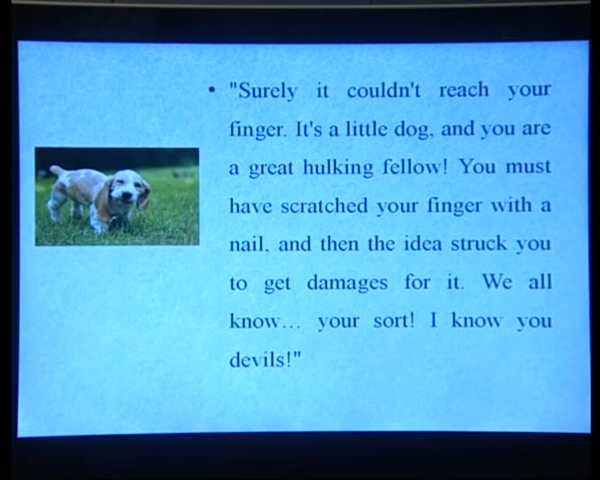 • "Surely it couldn't reach your
finger. It's a little dog, and you are
a great hulking fellow! You must
have scratched your finger with a
nail, and then the idea struck you
to get damages for it. We all
know... your sort! I know you
devils!"